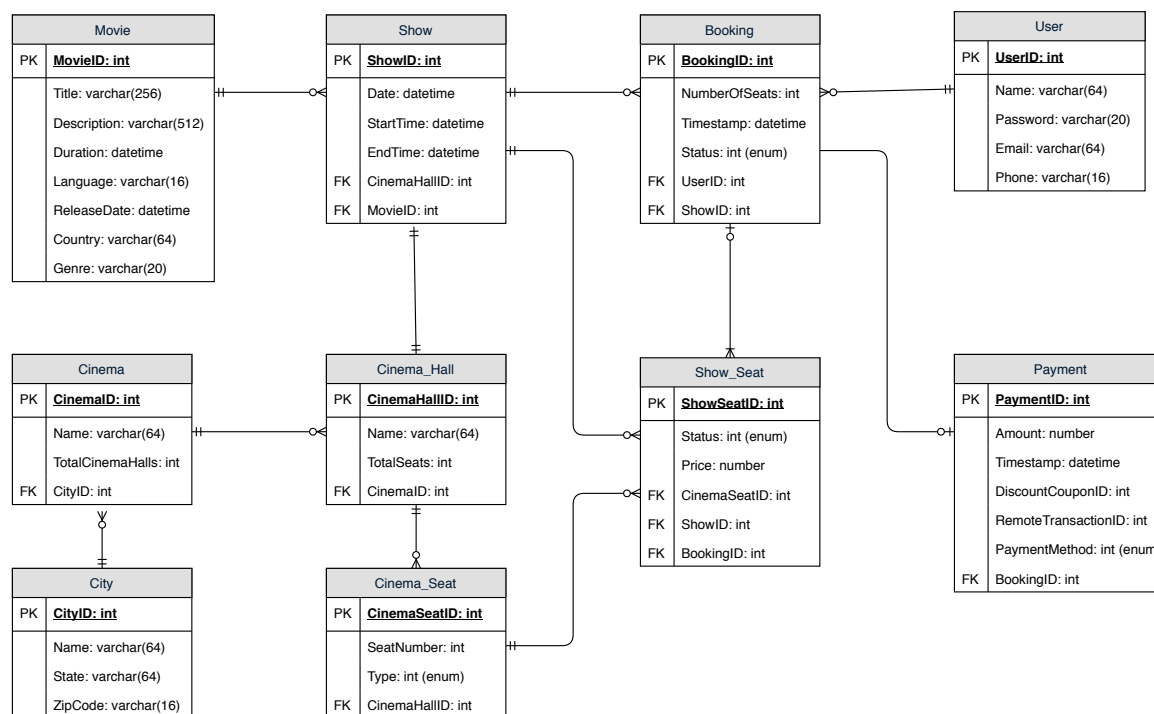 Movie
PK MovieID: int
Title: varchar(256)
Description: varchar(512)
Duration: datetime
Language: varchar(16)
ReleaseDate: datetime
Country: varchar(64)
Genre: varchar(20)
Show
PK ShowID: int
Date: datetime
StartTime: datetime
EndTime: datetime
FK CinemaHallID: int
FK MovieID: int
Booking
PK BookingID: int
NumberOfSeats: int
Timestamp: datetime
Status: int (enum)
FK UserID: int
FK ShowID: int
User
PK UserID: int
Name: varchar(64)
Password: varchar(20)
Email: varchar(64)
Phone: varchar(16)
Cinema
PK CinemaID: int
Name: varchar(64)
TotalCinemaHalls: int
FK CityID: int
Cinema_Hall
PK CinemaHallID: int
Name: varchar(64)
TotalSeats: int
FK CinemaID: int
Show_Seat
PK ShowSeatID: int
Status: int (enum)
Price: number
FK CinemaSeatID: int
FK ShowID: int
FK BookingID: int
Payment
PK PaymentID: int
Amount: number
Timestamp: datetime
DiscountCouponID: int
RemoteTransactionID: int
PaymentMethod: int (enum
FK BookingID: int
City
PK CityID: int
Name: varchar(64)
State: varchar(64)
ZipCode: varchar(16)
Cinema_Seat
PK CinemaSeatID: int
SeatNumber: int
Type: int (enum)
FK CinemaHallID: int